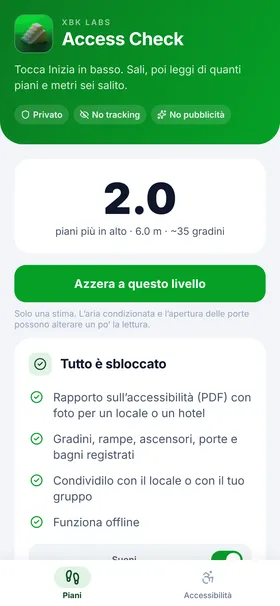 XBK LABS
Access Check
Tocca Inizia in basso. Sali, poi leggi di quanti
piani e metri sei salito.
Privato
No tracking
No pubblicità
2.0
piani più in alto · 6.0 m · ~35 gradini
Azzera a questo livello
Solo una stima. L'aria condizionata e l'apertura delle porte
possono alterare un po' la lettura.
Tutto è sbloccato
Rapporto sull'accessibilità (PDF) con
foto per un locale o un hotel
Gradini, rampe, ascensori, porte e
bagni registrati
Condividilo con il locale o con il tuo
gruppo
Funziona offline
Suoni
Piani
Accessibilità